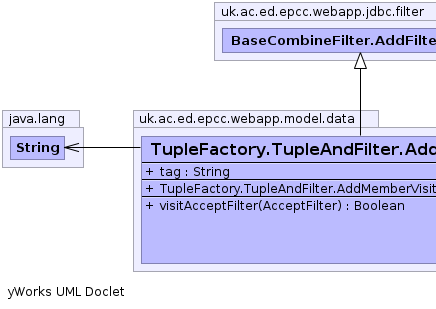 uk.ac.ed.epcc.webapp.jdbc.filter
BaseCombineFilter.AddFilte
java.lang
String
uk.ac.ed.epcc.webapp.model.data
TupleFactory.TupleAndFilter.Add
+ tag : String
+ TupleFactory.TupleAndFilter.AddMemberVisit
+ visitAcceptFilter(AcceptFilter) : Boolean
yWorks UML Doclet